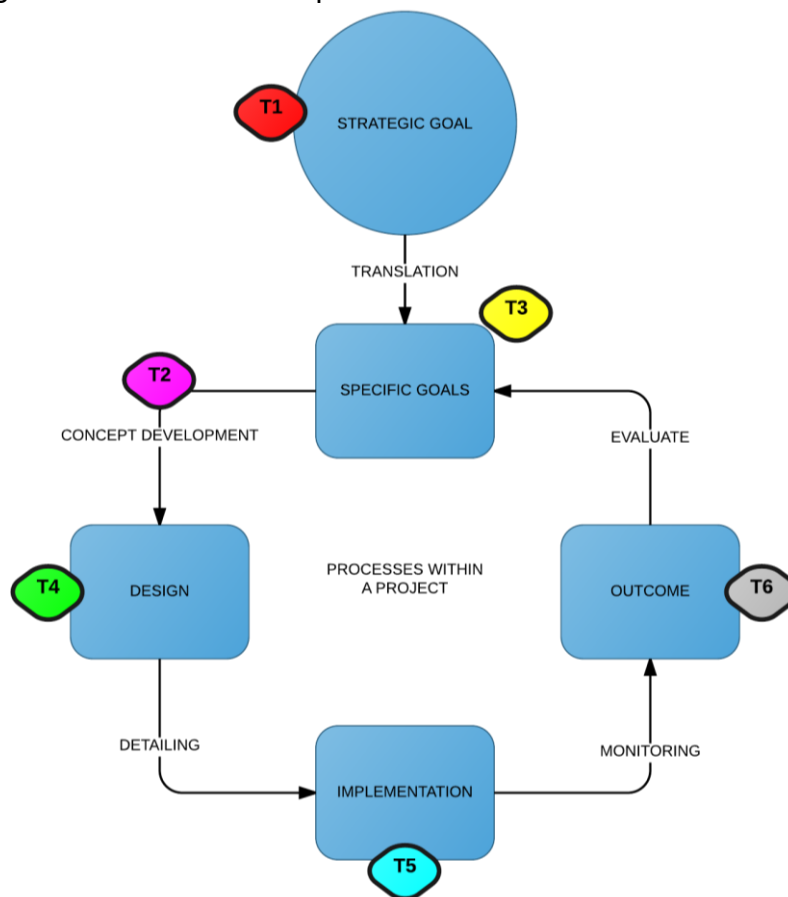 T1
STRATEGIC GOAL
TRANSLATION
T3
SPECIFIC GOALS
T2
CONCEPT DEVELOPMENT
EVALUATE
DESIGN
T4
PROCESSES WITHIN
A PROJECT
OUTCOME
T6
DETAILING
MONITORING
IMPLEMENTATION
T5